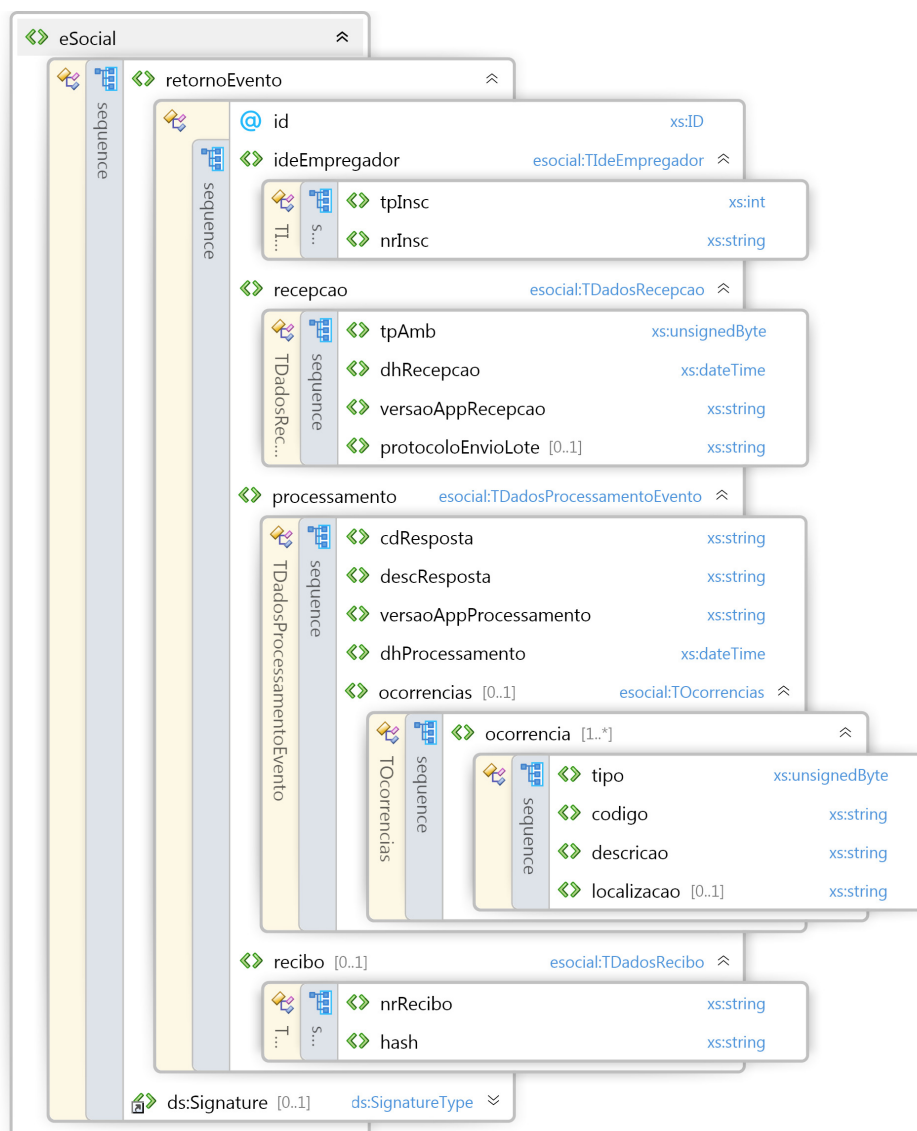 eSocial
sequence
retornoEvento
sequence
@ id xs:ID
ideEmpregador esocial:TIdeEmpregador
TI...
s...
tpInsc xs:int
nrInsc xs:string
recepcao esocial:TDadosRecepcao
TDadosRec...
sequence
tpAmb xs:unsignedByte
dhRecepcao xs:dateTime
versaoAppRecepcao xs:string
protocoloEnvioLote [0..1] xs:string
processamento esocial:TDadosProcessamentoEvento
TDadosProcessamentoEvento
sequence
cdResposta xs:string
descResposta xs:string
versaoAppProcessamento xs:string
dhProcessamento xs:dateTime
ocorrencias [0..1] esocial:TOcorrencias
TOcorrencias
sequence
ocorrencia [1..*]
sequence
tipo xs:unsignedByte
codigo xs:string
descricao xs:string
localizacao [0..1] xs:string
recibo [0..1] esocial:TDadosRecibo
T...
s...
nrRecibo xs:string
hash xs:string
ds:Signature [0..1] ds:SignatureType